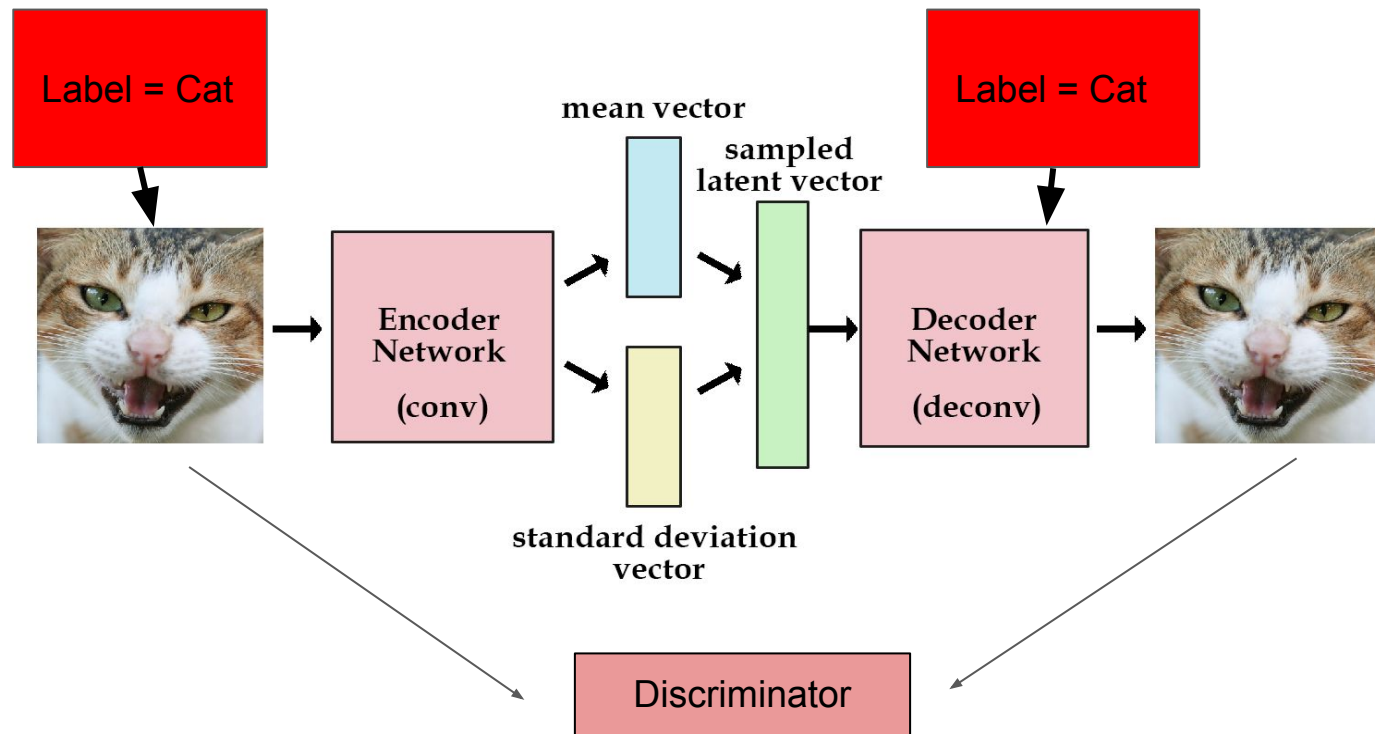 Label = Cat
Label = Cat
mean vector
sampled
latent vector
Encoder
Network
(conv)
Decoder
Network
(deconv)
standard deviation
vector
Discriminator